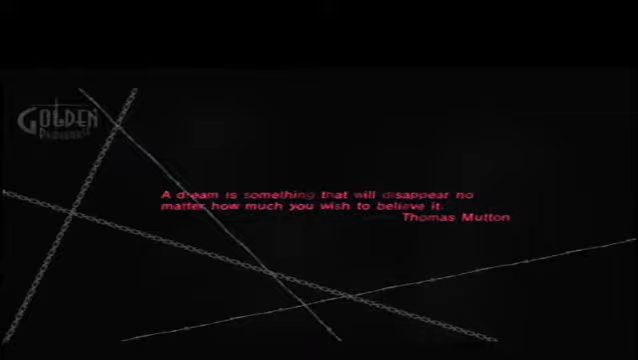 GOLDEN
A dream is something that will disappear no
matter how much you wish to believe it.
Thomas Mutton